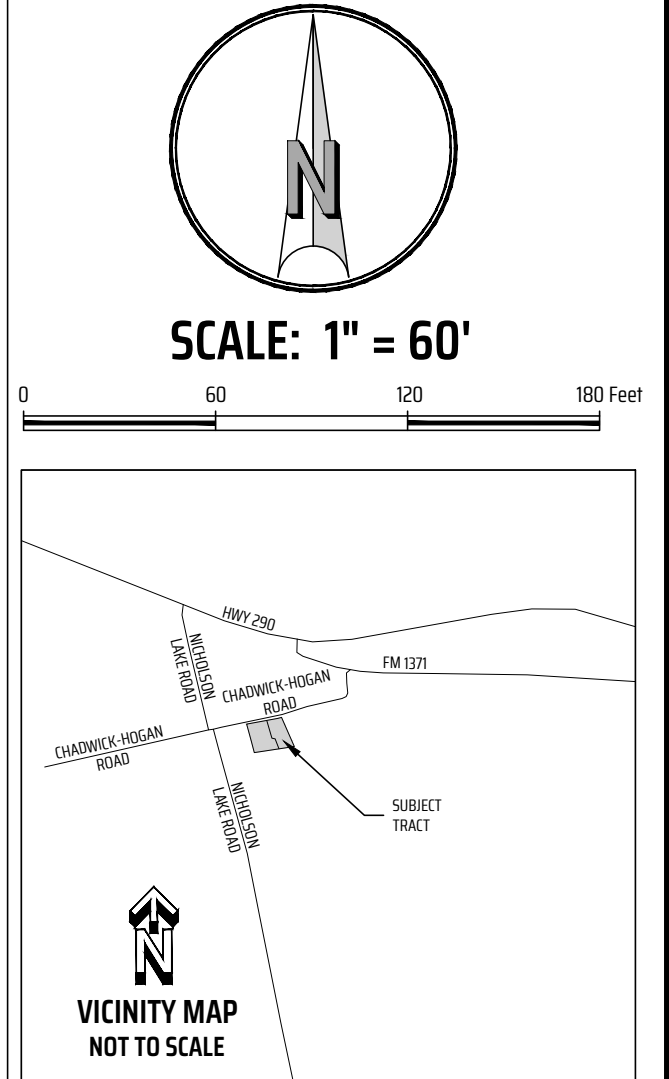 N
SCALE: 1" = 60'
0 60 120 180 Feet
HWY 290
NICHOLSON
LAKE ROAD
FM 1371
CHADWICK-HOGAN
ROAD
CHADWICK-HOGAN
ROAD
NICHOLSON
LAKE ROAD
SUBJECT
TRACT
N
VICINITY MAP
NOT TO SCALE